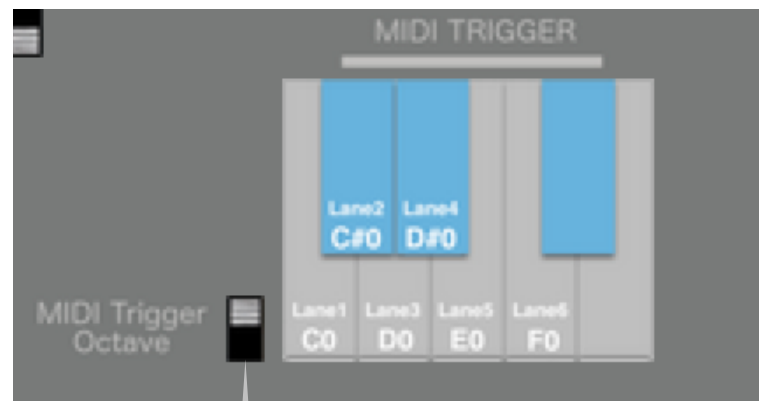 MIDI TRIGGER
Lane2 Lane4
C#0 D#0
MIDI Trigger
Octave
Lane1 Lane3 Lane5 Lane6
C0 D0 E0 F0